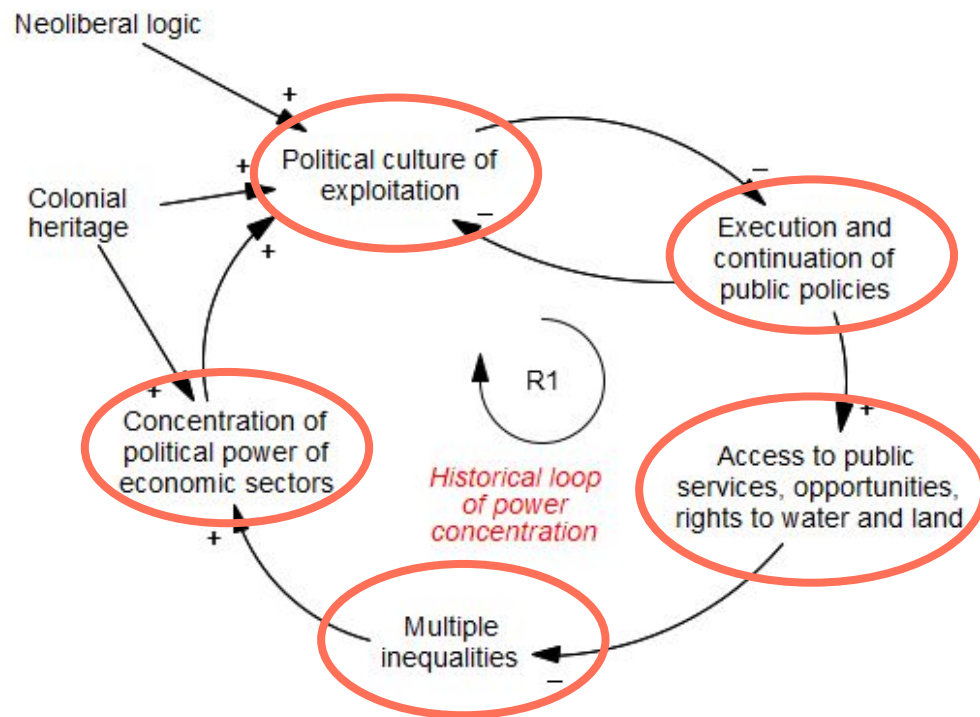 Neoliberal logic
+
Political culture of
exploitation
+
–
–
Colonial
heritage
+
Execution and
continuation of
public policies
R1
+
Concentration of
political power of
economic sectors
+
Access to public
services, opportunities,
rights to water and land
Historical loop
of power
concentration
+
Multiple
inequalities
–